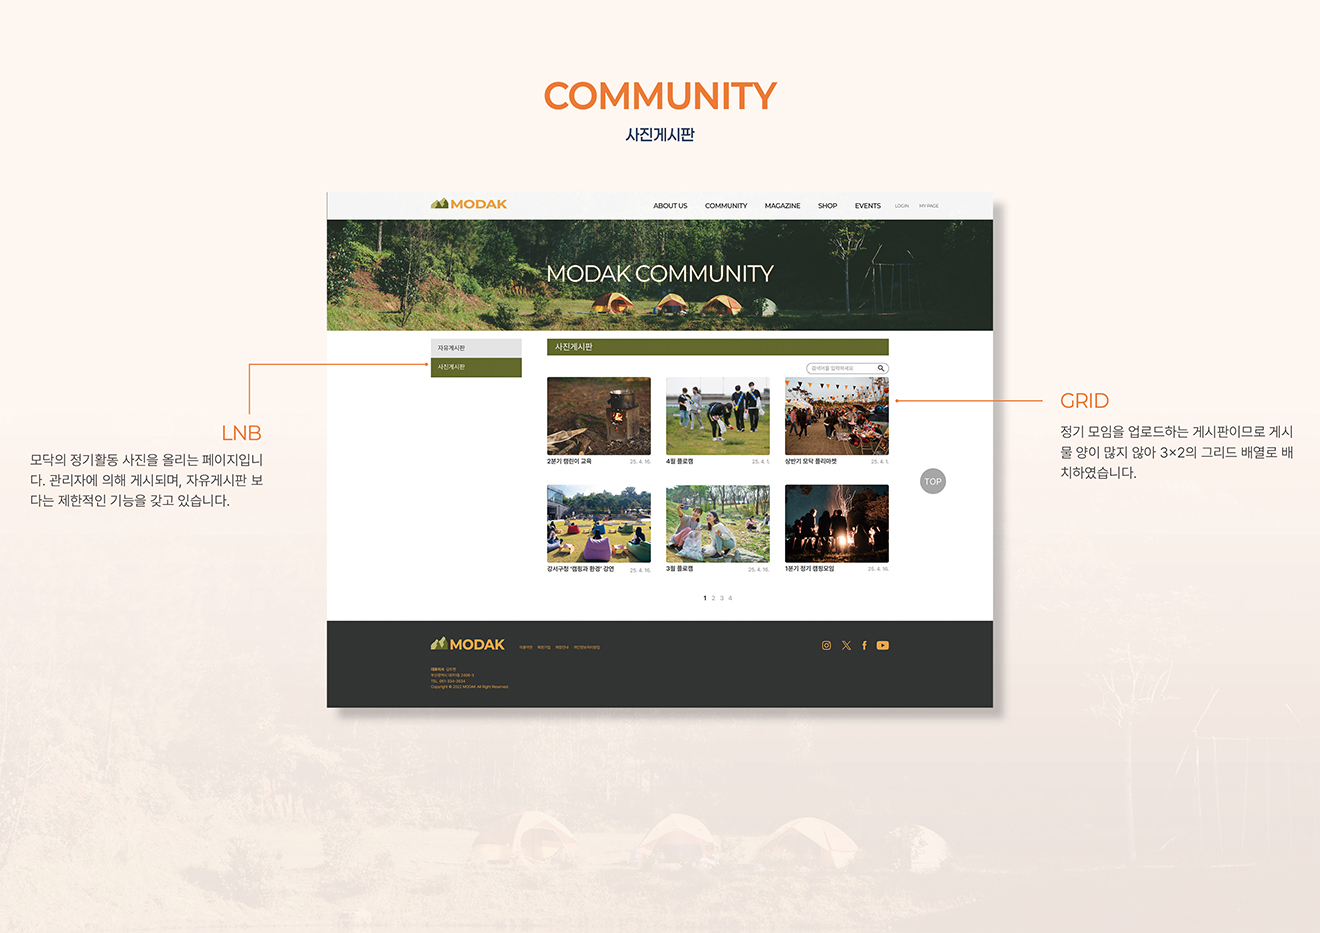 COMMUNITY
사진게시판
MODAK
ABOUT US COMMUNITY MAGAZINE SHOP EVENTS LOGIN MY PAGE
MODAK COMMUNITY
자유게시판
사진게시판
사진게시판
검색어를 입력하세요
2분기 캠린이 교육 25. 4. 16.
4월 플로깸 25. 4. 1.
상반기 모닥 플리마켓 25. 4. 1.
강서구청 '캠핑과 환경' 강연 25. 4. 16.
3월 플로깸 25. 4. 16.
1분기 정기 캠핑모임 25. 4. 16.
1 2 3 4
TOP
LNB
모닥의 정기활동 사진을 올리는 페이지입니
다. 관리자에 의해 게시되며, 자유게시판 보
다는 제한적인 기능을 갖고 있습니다.
GRID
정기 모임을 업로드하는 게시판이므로 게시
물 양이 많지 않아 3×2의 그리드 배열로 배
치하였습니다.
MODAK
Copyright © 2022 MODAK All Right Reserved.